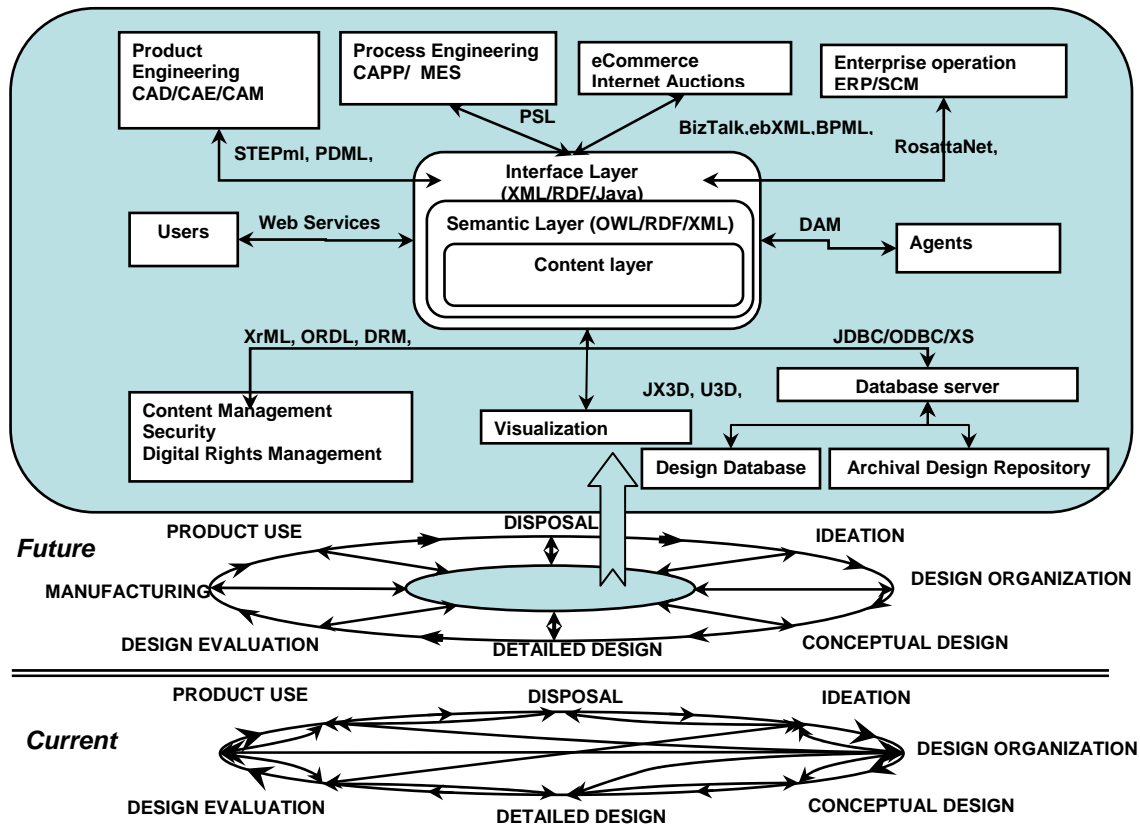 Product
Engineering
CAD/CAE/CAM
Process Engineering
CAPP/ MES
eCommerce
Internet Auctions
Enterprise operation
ERP/SCM
PSL
BizTalk,ebXML,BPML,
STEPml, PDML,
RosattaNet,
Interface Layer
(XML/RDF/Java)
Users
Web Services
Semantic Layer (OWL/RDF/XML)
DAM
Agents
Content layer
XrML, ORDL, DRM,
JDBC/ODBC/XS
Content Management
Security
Digital Rights Management
JX3D, U3D,
Database server
Visualization
Design Database
Archival Design Repository
PRODUCT USE
DISPOSAL
IDEATION
Future
MANUFACTURING
DESIGN ORGANIZATION
DESIGN EVALUATION
DETAILED DESIGN
CONCEPTUAL DESIGN
PRODUCT USE
DISPOSAL
IDEATION
Current
DESIGN ORGANIZATION
DESIGN EVALUATION
DETAILED DESIGN
CONCEPTUAL DESIGN